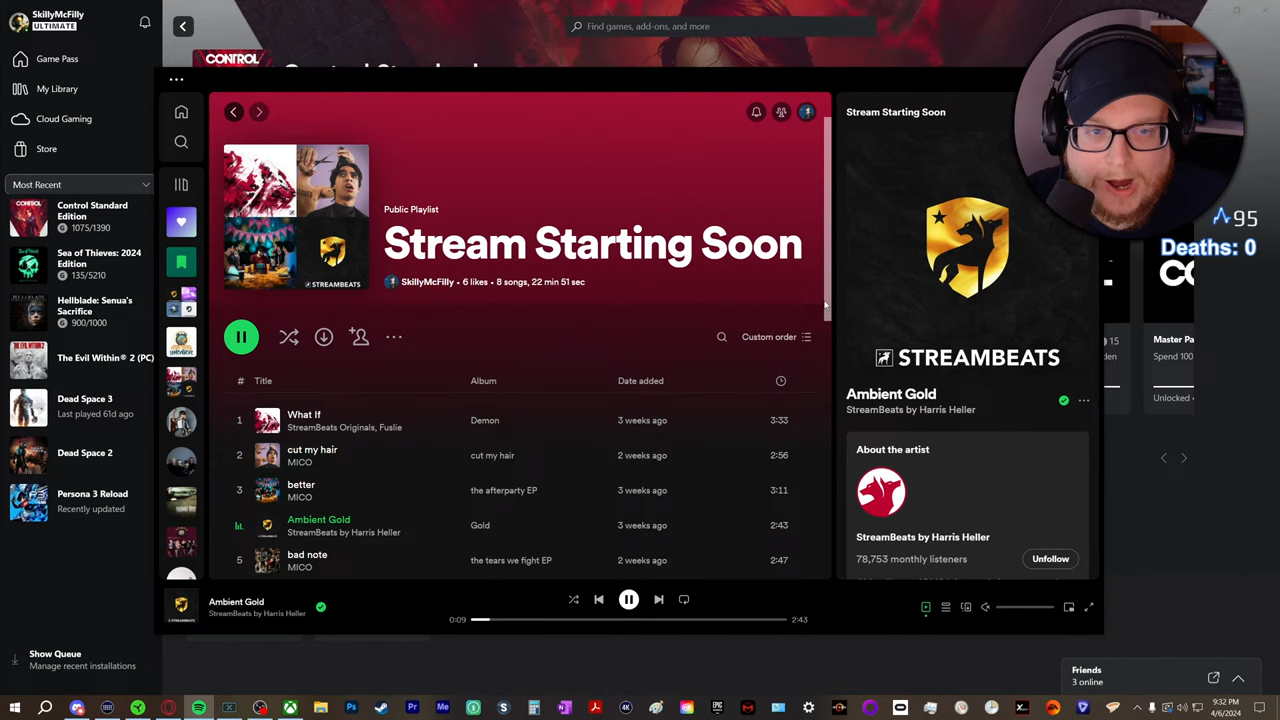 SkillyMcFilly
ULTIMATE
Game Pass
My Library
Cloud Gaming
Store
Most Recent
Control Standard
Edition
1075/1390
Sea of Thieves: 2024
Edition
135/5210
Hellblade: Senua's
Sacrifice
900/1000
The Evil Within® 2 (PC)
Dead Space 3
Last played 61d ago
Dead Space 2
Persona 3 Reload
Recently updated
Show Queue
Manage recent installations
Find games, add-ons, and more
CONTROL
Public Playlist
Stream Starting Soon
SkillyMcFilly • 6 likes • 8 songs, 22 min 51 sec
STREAMBEATS
Custom order
# Title Album Date added
1 What If Demon 3 weeks ago 3:33
StreamBeats Originals, Fuslie
2 cut my hair cut my hair 2 weeks ago 2:56
MICO
3 better the afterparty EP 3 weeks ago 3:11
MICO
Ambient Gold Gold 3 weeks ago 2:43
StreamBeats by Harris Heller
5 bad note the tears we fight EP 2 weeks ago 2:47
MICO
Stream Starting Soon
STREAMBEATS
Ambient Gold
StreamBeats by Harris Heller
About the artist
StreamBeats by Harris Heller
78,753 monthly listeners
Unfollow
Ambient Gold
StreamBeats by Harris Heller
0:09
2:43
95
Deaths: 0
15
Master Pa
Spend 100
Unlocked
Friends
3 online
9:32 PM
4/6/2024